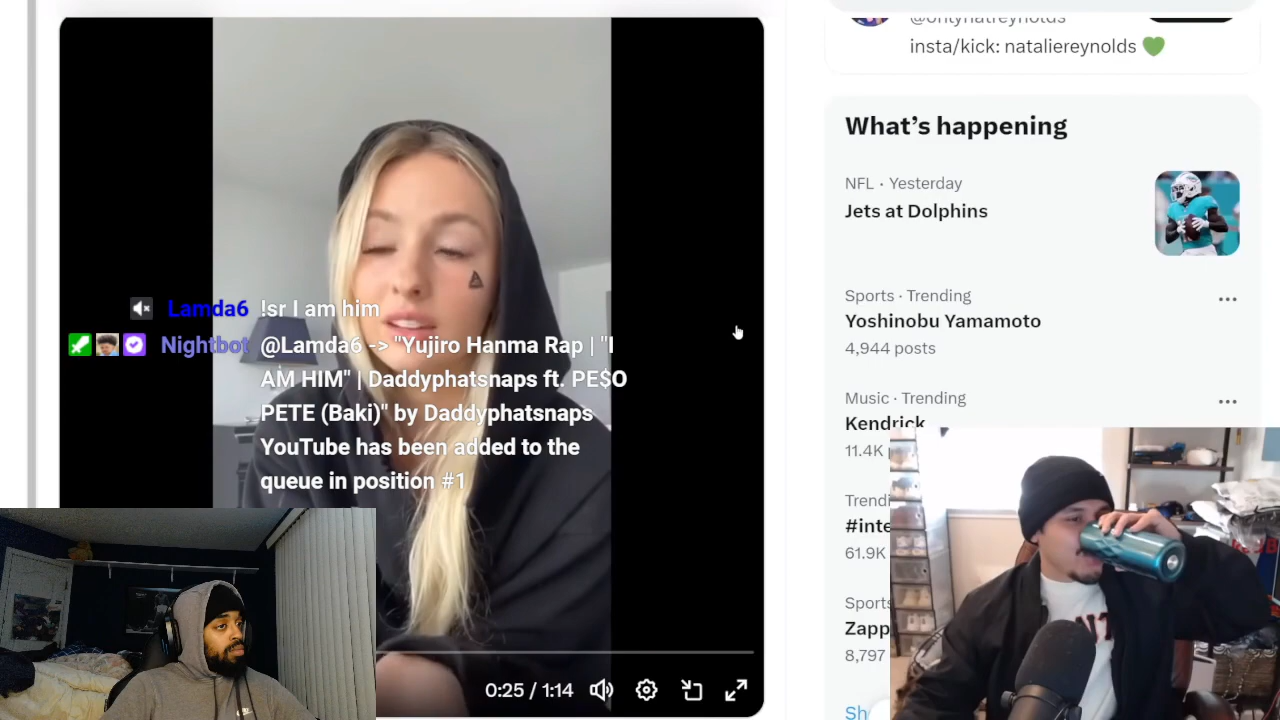 @onlynatreynolds
insta/kick: nataliereynolds 💚
What's happening
NFL · Yesterday
Jets at Dolphins
Sports · Trending
Yoshinobu Yamamoto
4,944 posts
Music · Trending
Kendrick
11.4K
Trendi
#inte
61.9K
Sports
Zapp
8,797
Sh
Lamda6 !sr I am him
Nightbot @Lamda6 -> "Yujiro Hanma Rap | "I
AM HIM" | Daddyphatsnaps ft. PE$O
PETE (Baki)" by Daddyphatsnaps
YouTube has been added to the
queue in position #1
0:25 / 1:14